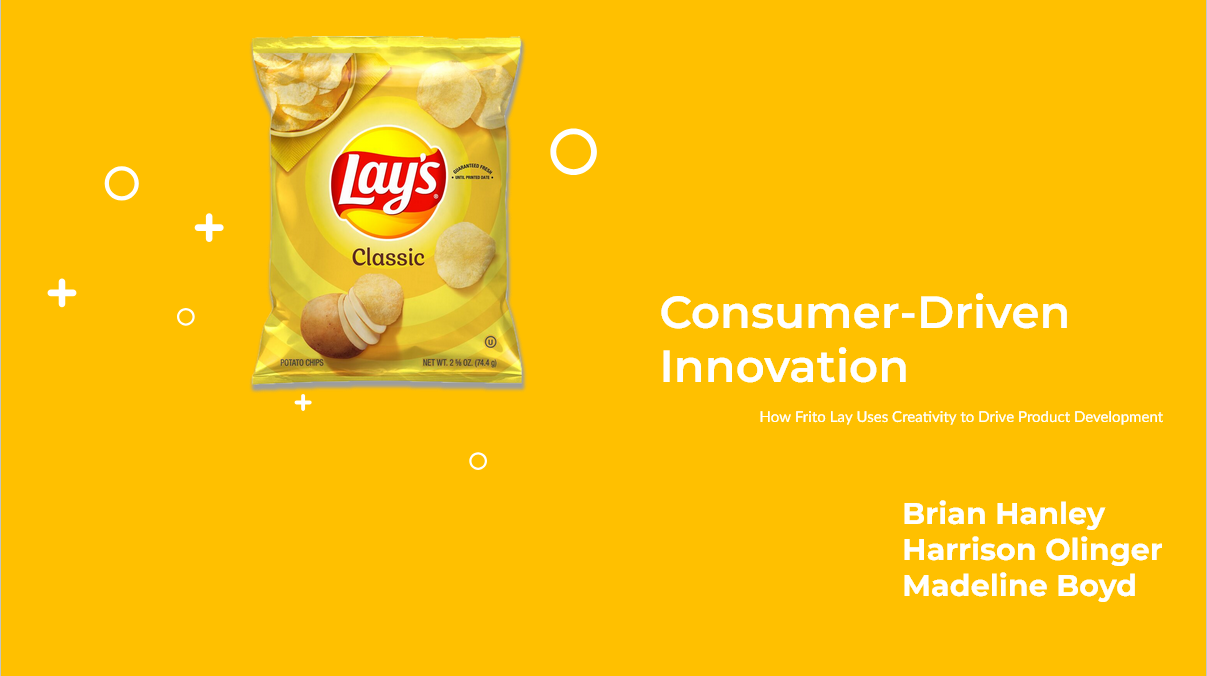 Lay's
GUARANTEED FRESH
• UNTIL PRINTED DATE •
Classic
U
POTATO CHIPS
NET WT. 2 ⅝ OZ. (74.4 g)
Consumer-Driven
Innovation
How Frito Lay Uses Creativity to Drive Product Development
Brian Hanley
Harrison Olinger
Madeline Boyd